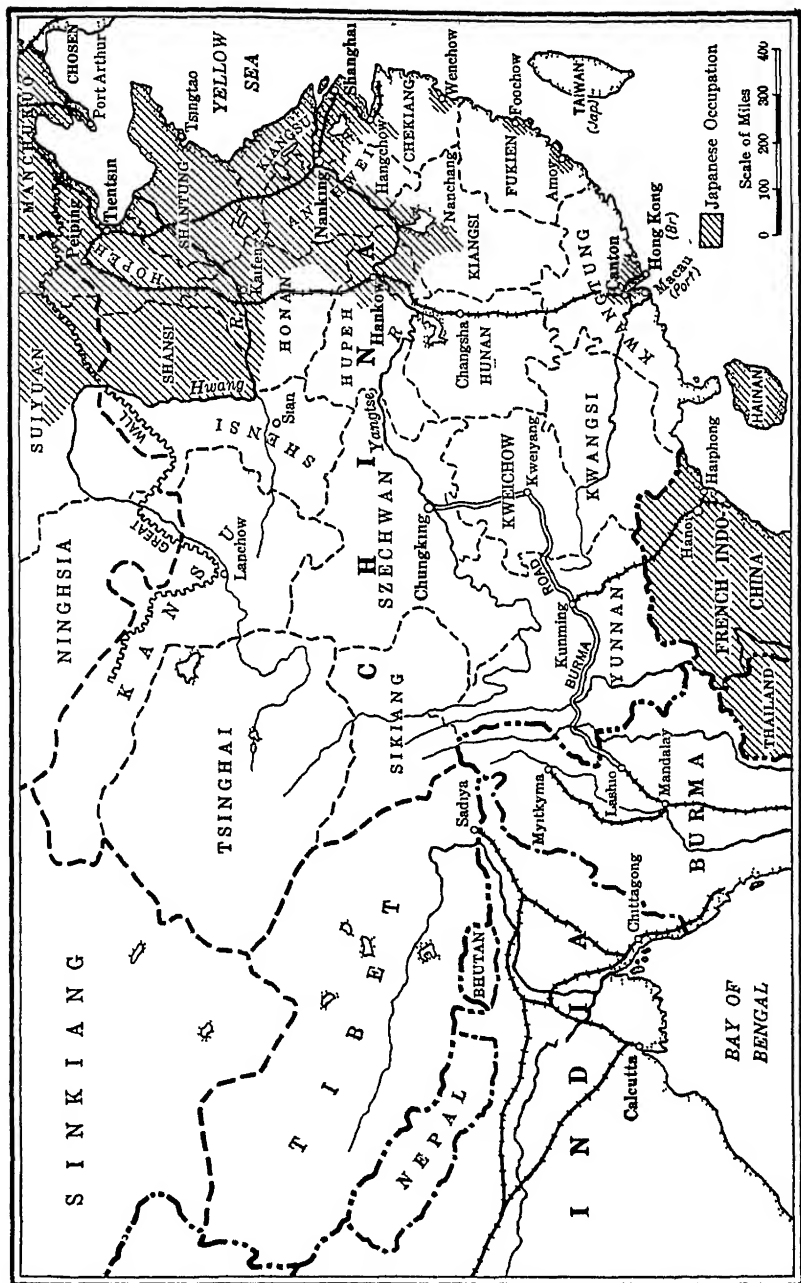 SINKIANG
NINGHSIA
SUIYUAN
MANCHUKUO
CHOSEN
Port Arthur
Peiping
Tientsin
YELLOW
SEA
Tsingtao
HOPEH
SHANTUNG
SHANSI
GREAT
WALL
KANSU
TSINGHAI
Lanchow
Hwang
R.
Sian
SHENSI
Kaifeng
HONAN
KIANGSU
Nanking
Shanghai
WEI
Hangchow
CHEKIANG
Wenchow
TIBET
SIKIANG
CHINA
SZECHWAN
Yangtse
R
HUPEH
Hankow
Nanchang
KIANGSI
FUKIEN
Foochow
Amoy
TAIWAN
(Jap)
Chungking
KWEICHOW
Kweiyang
Changsha
HUNAN
NEPAL
BHUTAN
Sadiya
Kunming
BURMA
ROAD
YUNNAN
KWANGSI
KWANGTUNG
Canton
Hong Kong
(Br)
Macau
(Port)
INDIA
Myitkyma
Lashio
Mandalay
BURMA
Chittagong
Calcutta
BAY OF
BENGAL
Hanoi
Haiphong
FRENCH INDO-
CHINA
THAILAND
HAINAN
Japanese Occupation
Scale of Miles
0 100 200 300 400